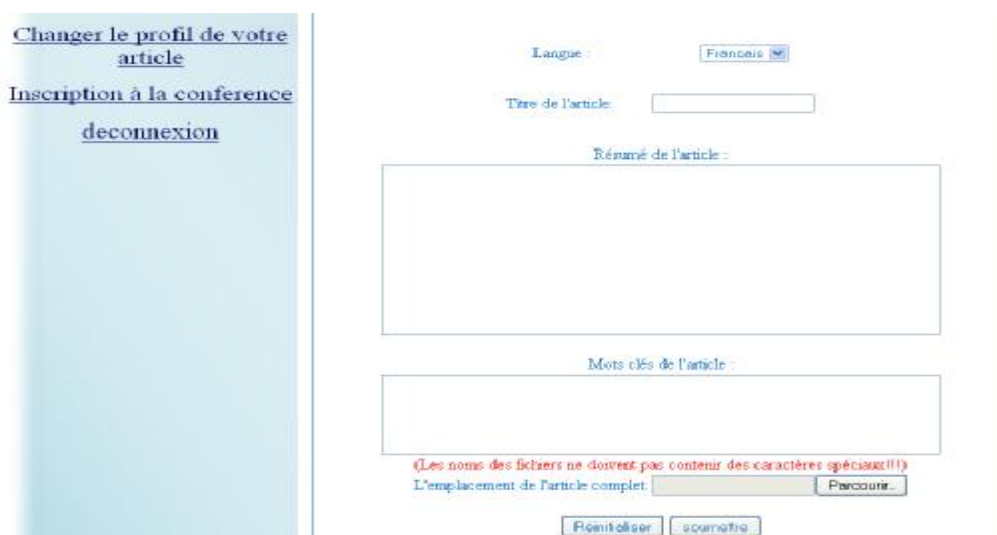 Changer le profil de votre
article
Inscription à la conference
deconnexion
Langue :
Francais
Titre de l'article:
Résumé de l'article :
Mots clés de l'article :
(Les noms des fichiers ne doivent pas contenir des caractères spéciaux!!!)
L'emplacement de l'article complet:
Parcourir..
Réinitialiser
soumettre